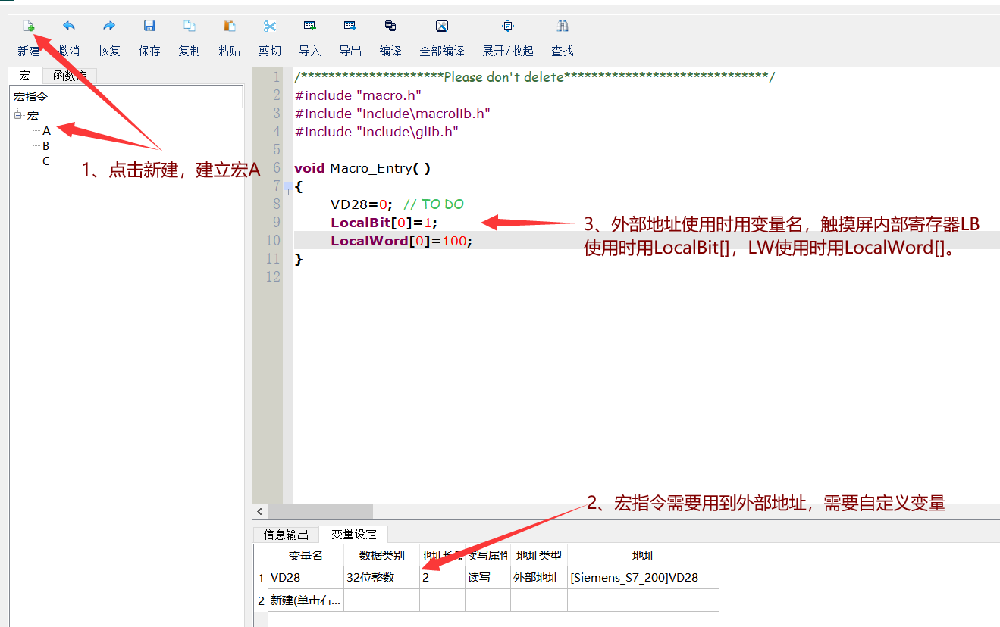 新建 撤消 恢复 保存 复制 粘贴 剪切 导入 导出 编译 全部编译 展开/收起 查找
宏 函数库
宏指令
宏
A
B
C
1、点击新建，建立宏A
1 /*********************Please don't delete******************************/
2 #include "macro.h"
3 #include "include\macrolib.h"
4 #include "include\glib.h"
5
6 void Macro_Entry( )
7 {
8 VD28=0; // TO DO
9 LocalBit[0]=1;
10 LocalWord[0]=100;
11 }
12
3、外部地址使用时用变量名，触摸屏内部寄存器LB
使用时用LocalBit[]，LW使用时用LocalWord[]。
2、宏指令需要用到外部地址，需要自定义变量
信息输出 变量设定
变量名 数据类别 地址长度 读写属性 地址类型 地址
1 VD28 32位整数 2 读写 外部地址 [Siemens_S7_200]VD28
2 新建(单击右...